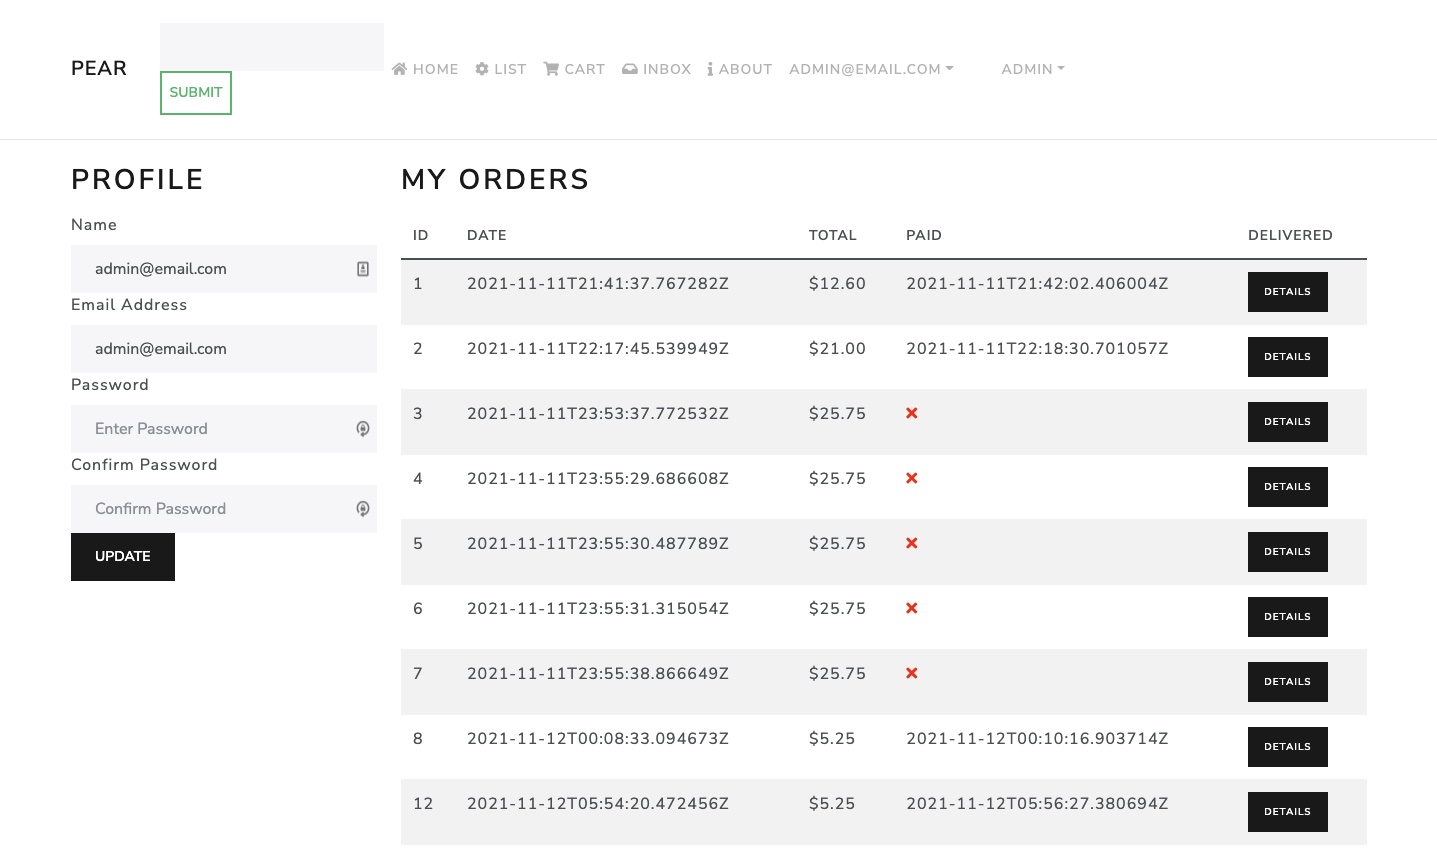 PEAR
SUBMIT
HOME LIST CART INBOX ABOUT ADMIN@EMAIL.COM ADMIN
PROFILE
Name
admin@email.com
Email Address
admin@email.com
Password
Enter Password
Confirm Password
Confirm Password
UPDATE
MY ORDERS
ID DATE TOTAL PAID DELIVERED
1 2021-11-11T21:41:37.767282Z $12.60 2021-11-11T21:42:02.406004Z DETAILS
2 2021-11-11T22:17:45.539949Z $21.00 2021-11-11T22:18:30.701057Z DETAILS
3 2021-11-11T23:53:37.772532Z $25.75 DETAILS
4 2021-11-11T23:55:29.686608Z $25.75 DETAILS
5 2021-11-11T23:55:30.487789Z $25.75 DETAILS
6 2021-11-11T23:55:31.315054Z $25.75 DETAILS
7 2021-11-11T23:55:38.866649Z $25.75 DETAILS
8 2021-11-12T00:08:33.094673Z $5.25 2021-11-12T00:10:16.903714Z DETAILS
12 2021-11-12T05:54:20.472456Z $5.25 2021-11-12T05:56:27.380694Z DETAILS